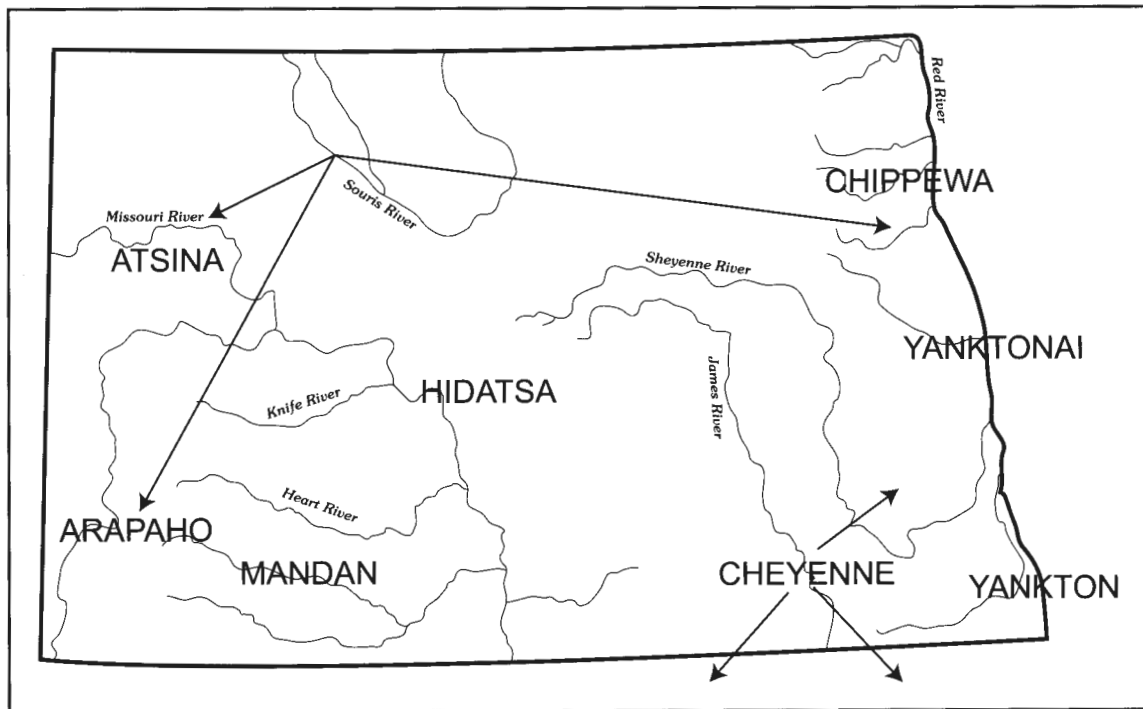 Red River
CHIPPEWA
Souris River
Missouri River
ATSINA
Sheyenne River
YANKTONAI
James River
HIDATSA
Knife River
Heart River
ARAPAHO
MANDAN
CHEYENNE
YANKTON